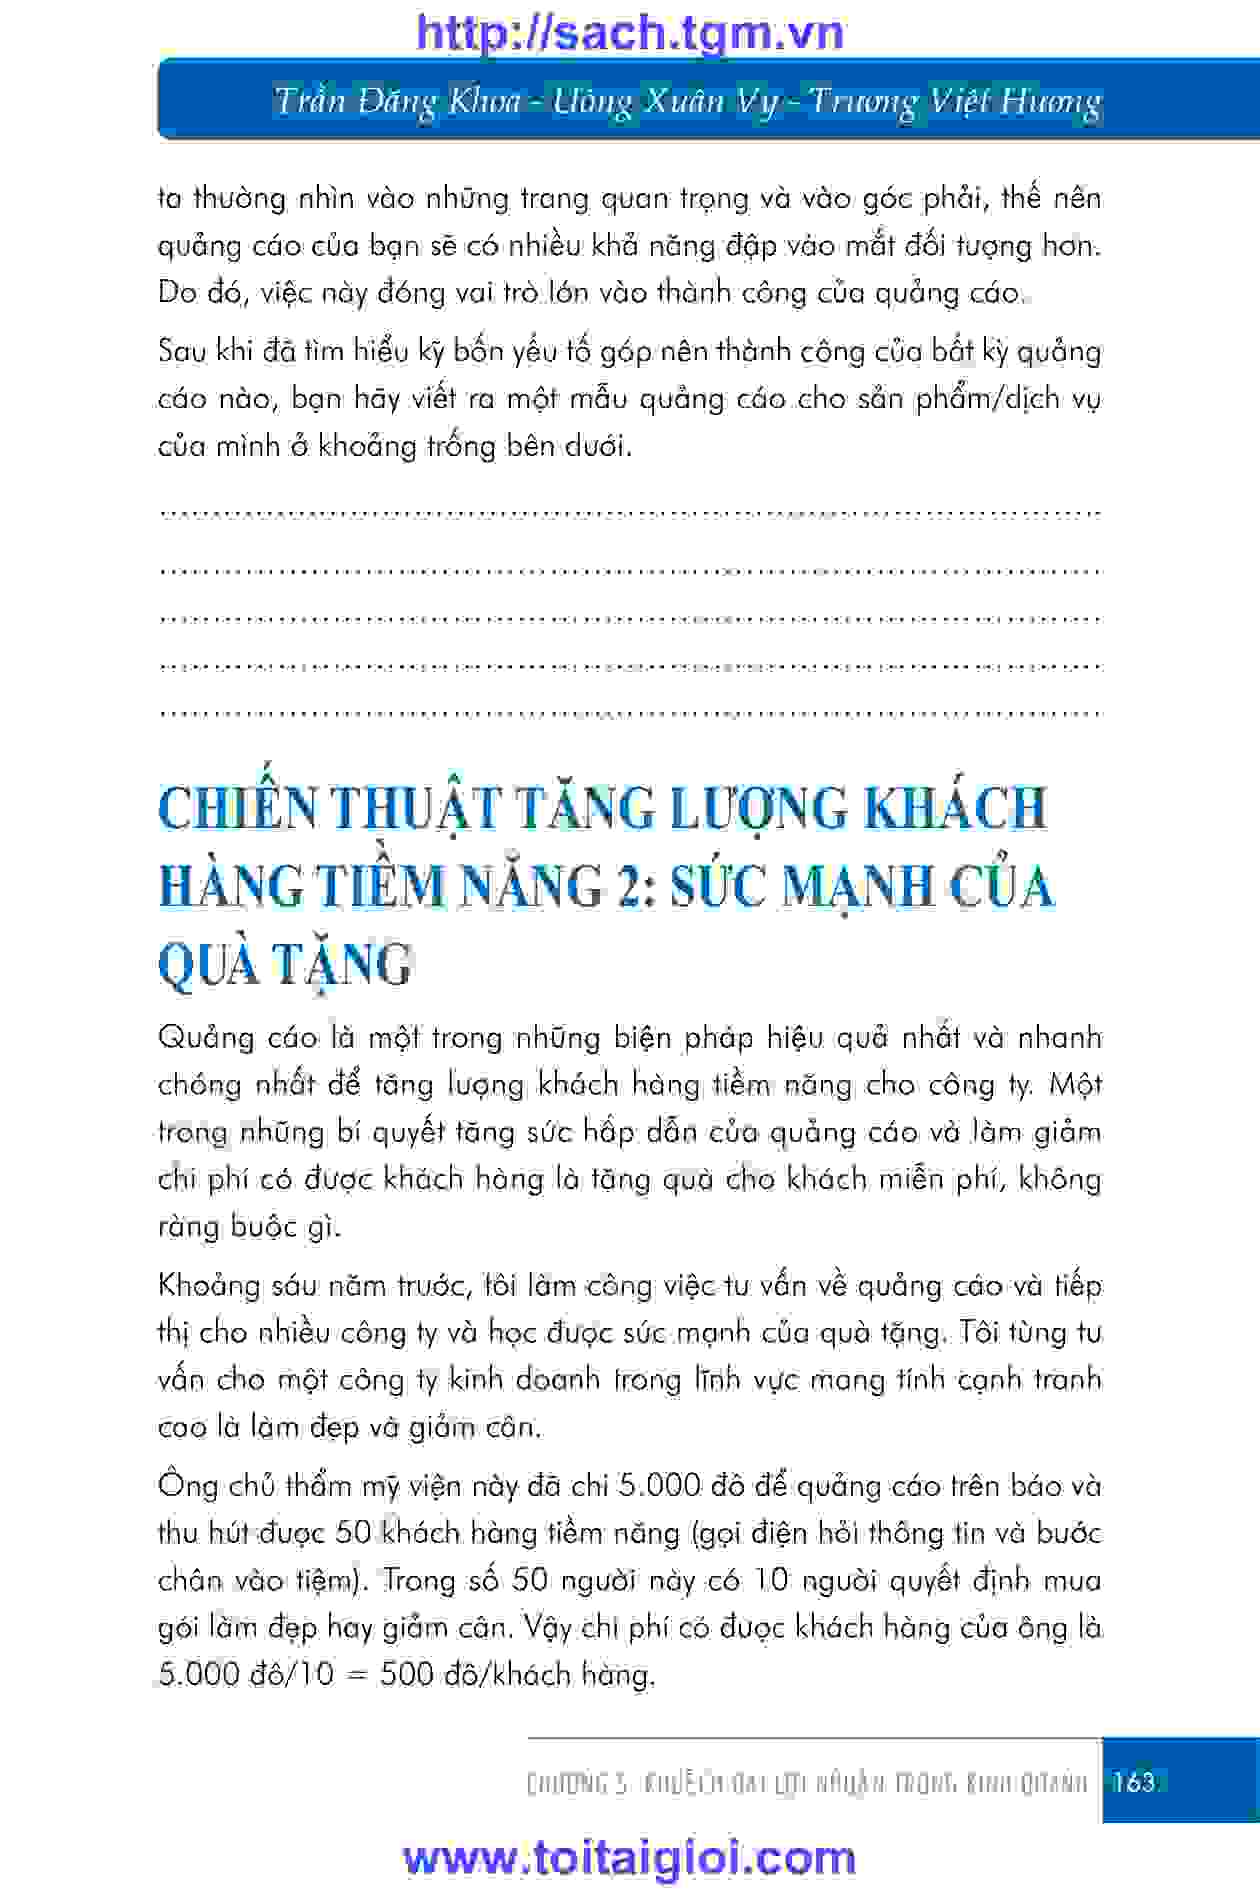 http://sach.tgm.vn
Trần Đăng Khoa - Uông Xuân Vy - Trương Việt Hương
ta thường nhìn vào những trang quan trọng và vào góc phải, thế nên
quảng cáo của bạn sẽ có nhiều khả năng đập vào mắt đối tượng hơn.
Do đó, việc này đóng vai trò lớn vào thành công của quảng cáo.
Sau khi đã tìm hiểu kỹ bốn yếu tố góp nên thành công của bất kỳ quảng
cáo nào, bạn hãy viết ra một mẫu quảng cáo cho sản phẩm/dịch vụ
của mình ở khoảng trống bên dưới.
CHIẾN THUẬT TĂNG LƯỢNG KHÁCH
HÀNG TIỀM NĂNG 2: SỨC MẠNH CỦA
QUÀ TẶNG
Quảng cáo là một trong những biện pháp hiệu quả nhất và nhanh
chóng nhất để tăng lượng khách hàng tiềm năng cho công ty. Một
trong những bí quyết tăng sức hấp dẫn của quảng cáo và làm giảm
chi phí có được khách hàng là tặng quà cho khách miễn phí, không
ràng buộc gì.
Khoảng sáu năm trước, tôi làm công việc tư vấn về quảng cáo và tiếp
thị cho nhiều công ty và học được sức mạnh của quà tặng. Tôi từng tư
vấn cho một công ty kinh doanh trong lĩnh vực mang tính cạnh tranh
cao là làm đẹp và giảm cân.
Ông chủ thẩm mỹ viện này đã chi 5.000 đô để quảng cáo trên báo và
thu hút được 50 khách hàng tiềm năng (gọi điện hỏi thông tin và bước
chân vào tiệm). Trong số 50 người này có 10 người quyết định mua
gói làm đẹp hay giảm cân. Vậy chi phí có được khách hàng của ông là
5.000 đô/10 = 500 đô/khách hàng.
CHƯƠNG 5: KHUẾCH ĐẠI LỢI NHUẬN TRONG KINH DOANH 163
www.toitaigioi.com